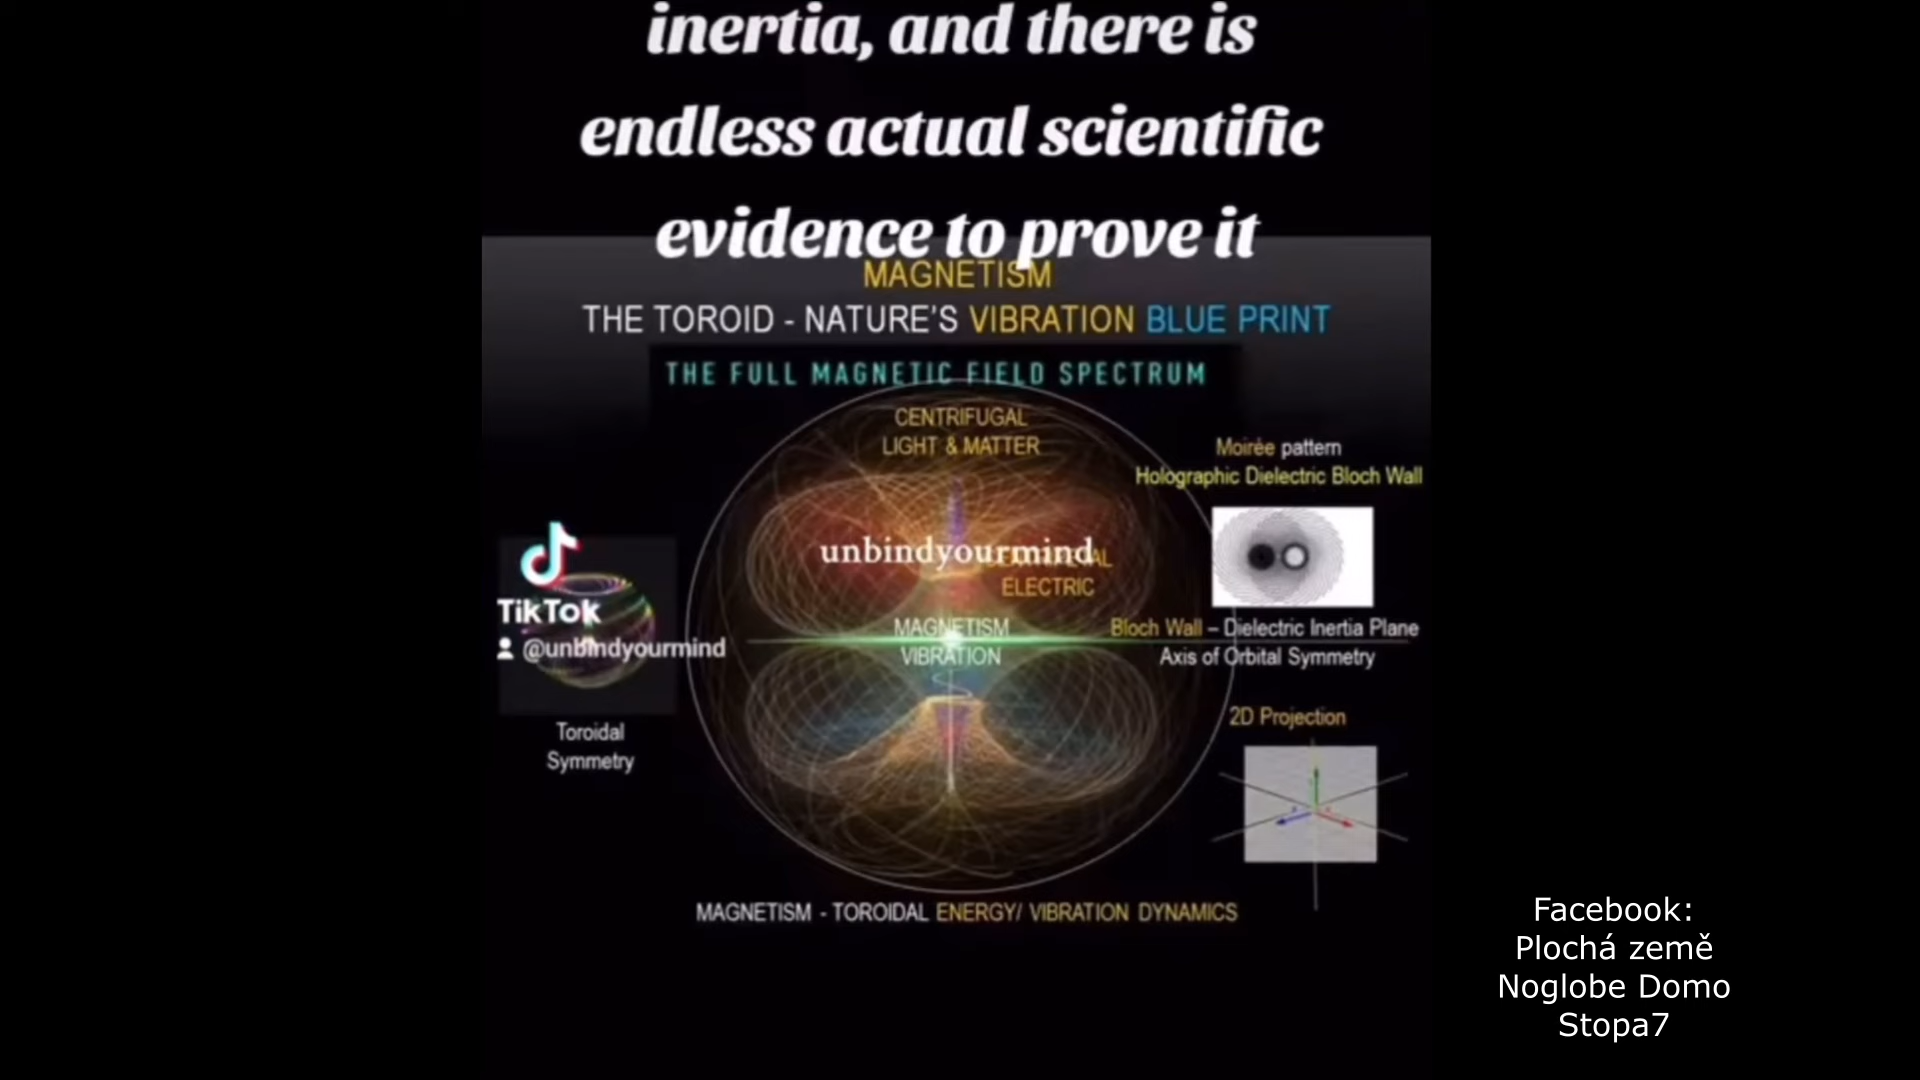 inertia, and there is
endless actual scientific
evidence to prove it
MAGNETISM
THE TOROID - NATURE'S VIBRATION BLUE PRINT
THE FULL MAGNETIC FIELD SPECTRUM
CENTRIFUGAL
LIGHT & MATTER
Moirée pattern
Holographic Dielectric Bloch Wall
unbindyourmind
ELECTRIC
TikTok
@unbindyourmind
MAGNETISM
VIBRATION
Bloch Wall – Dielectric Inertia Plane
Axis of Orbital Symmetry
2D Projection
Toroidal
Symmetry
MAGNETISM - TOROIDAL ENERGY/ VIBRATION DYNAMICS
Facebook:
Plochá země
Noglobe Domo
Stopa7